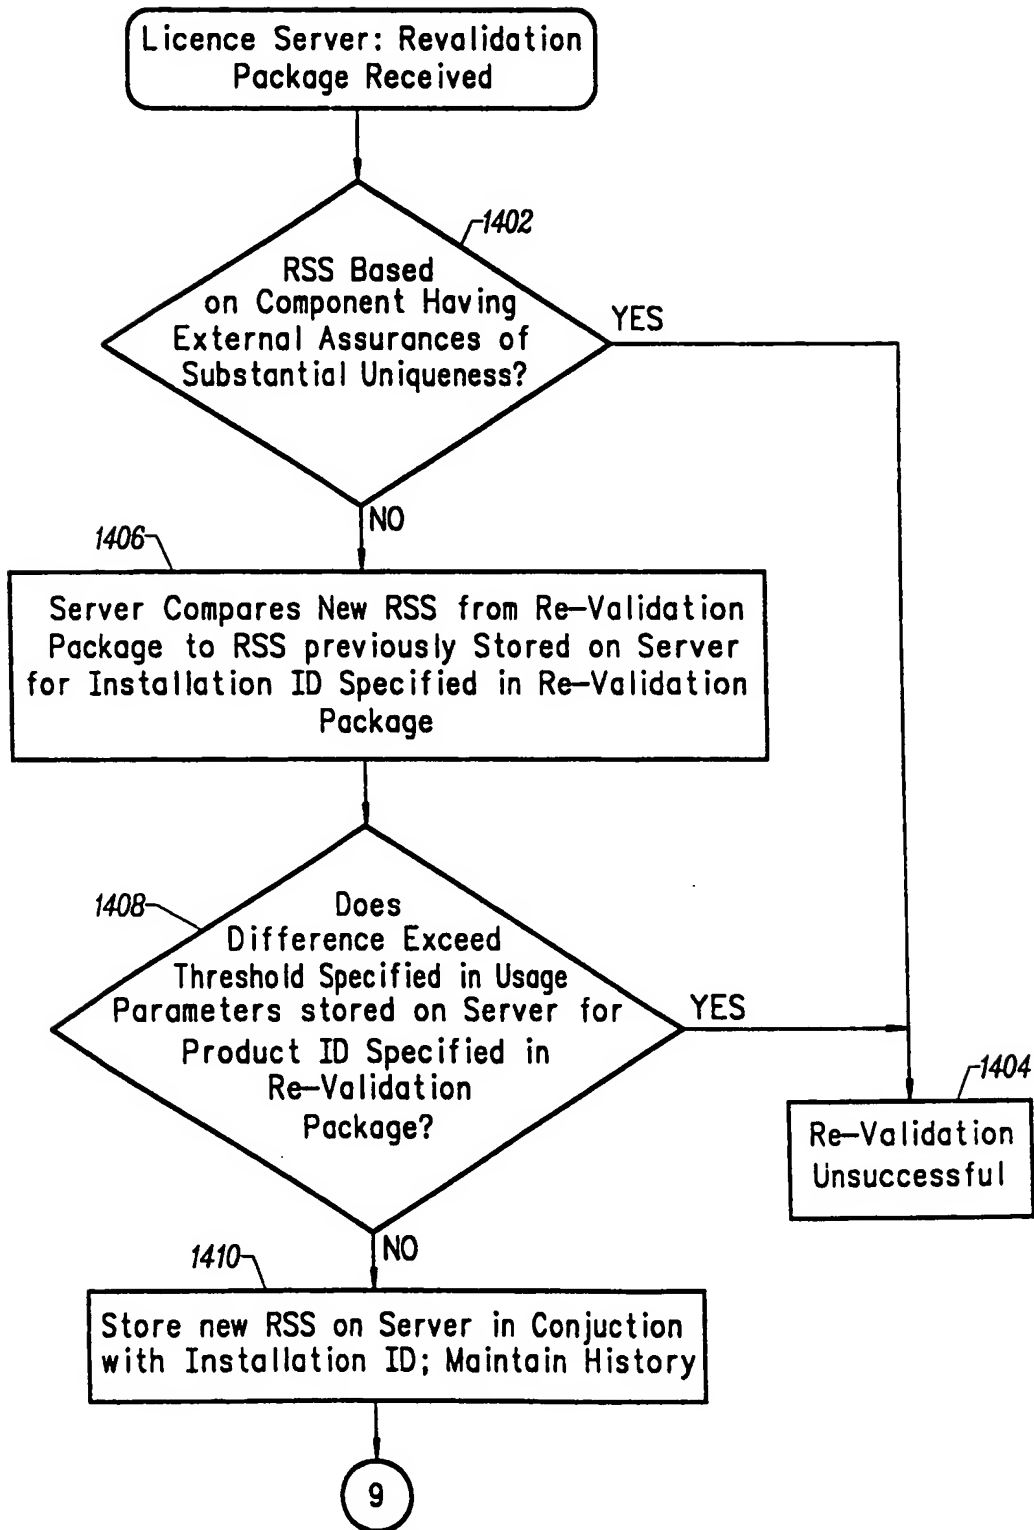 Licence Server: Revalidation
Package Received
1402
RSS Based
on Component Having
External Assurances of
Substantial Uniqueness?
YES
NO
1406
Server Compares New RSS from Re-Validation
Package to RSS previously Stored on Server
for Installation ID Specified in Re-Validation
Package
1408
Does
Difference Exceed
Threshold Specified in Usage
Parameters stored on Server for
Product ID Specified in
Re-Validation
Package?
YES
1404
Re-Validation
Unsuccessful
NO
1410
Store new RSS on Server in Conjuction
with Installation ID; Maintain History
9